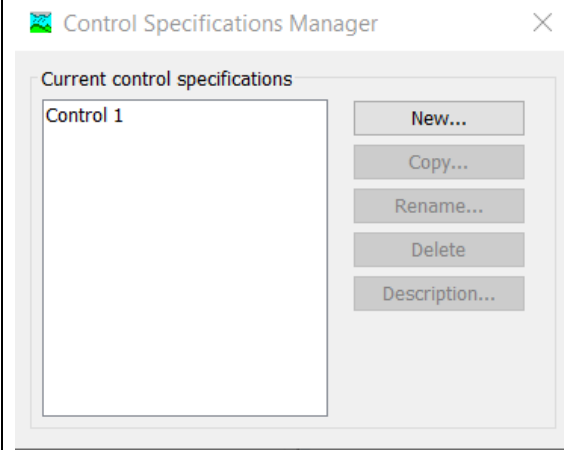 Control Specifications Manager
Current control specifications
Control 1
New...
Copy...
Rename...
Delete
Description...